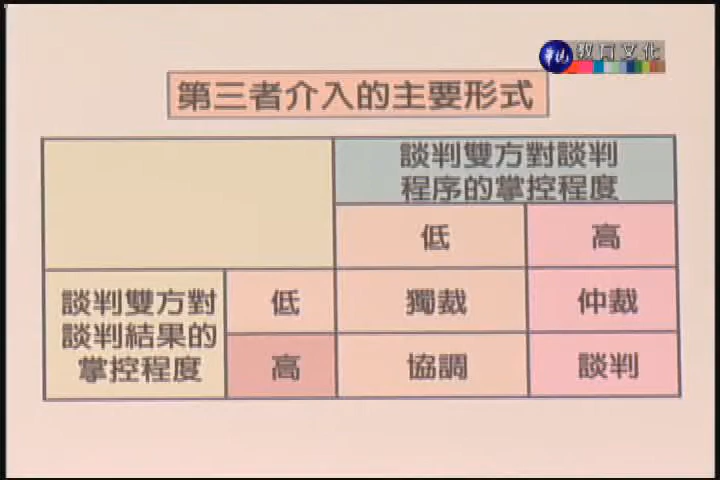 華視
教育文化
第三者介入的主要形式
談判雙方對談判
程序的掌控程度
低
高
談判雙方對
談判結果的
掌控程度
低
獨裁
仲裁
高
協調
談判